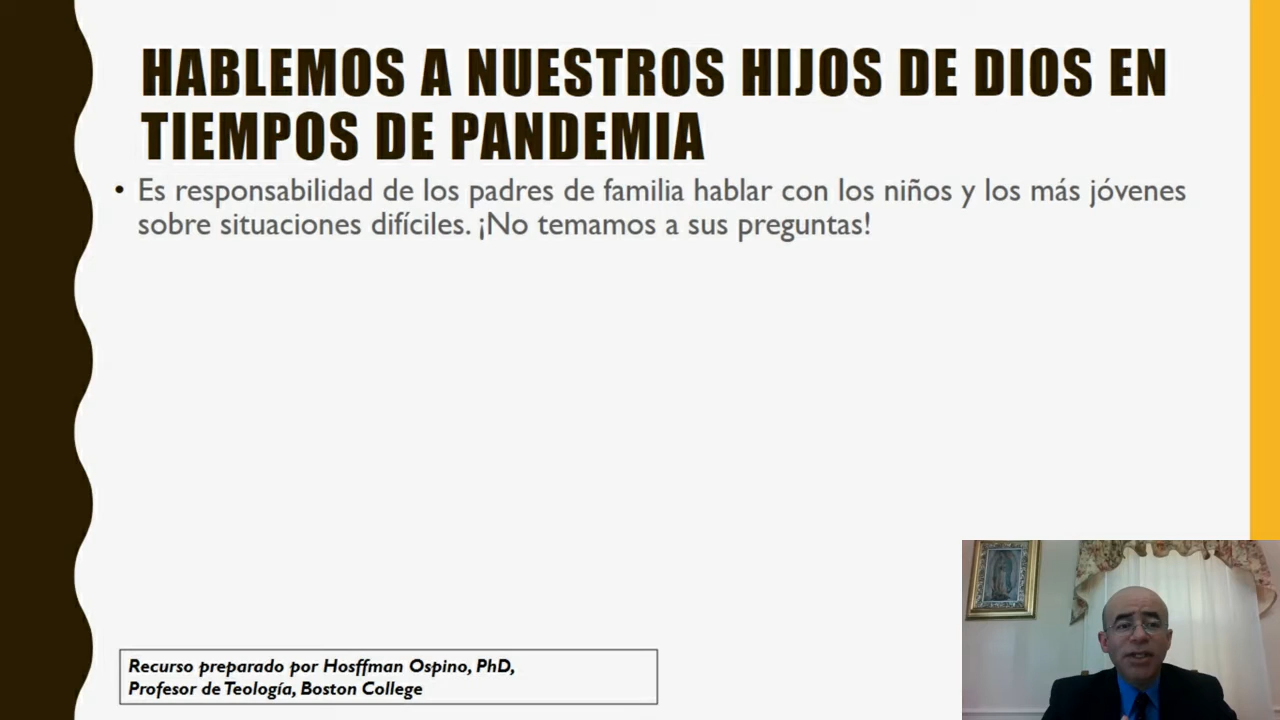 HABLEMOS A NUESTROS HIJOS DE DIOS EN
TIEMPOS DE PANDEMIA
• Es responsabilidad de los padres de familia hablar con los niños y los más jóvenes
sobre situaciones difíciles. ¡No temamos a sus preguntas!
Recurso preparado por Hosffman Ospino, PhD,
Profesor de Teología, Boston College